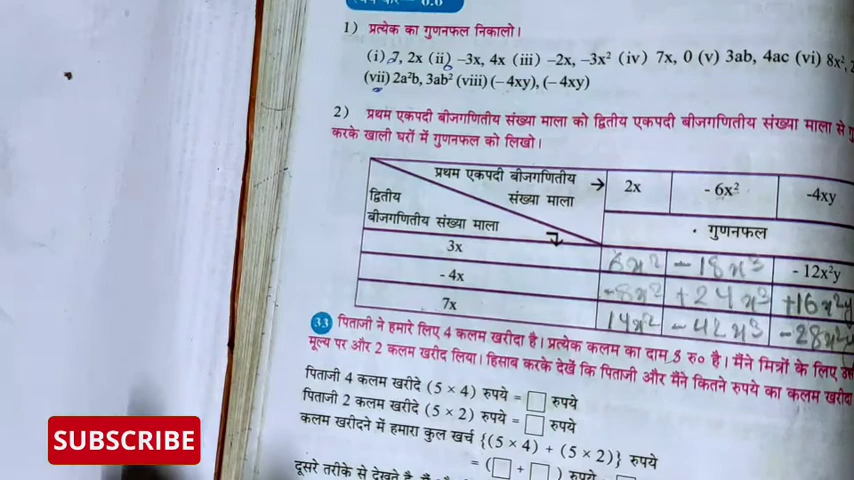 1) प्रत्येक का गुणनफल निकालो।
(i) 7, 2x (ii) −3x, 4x (iii) −2x, −3x² (iv) 7x, 0 (v) 3ab, 4ac (vi) 8x²,
(vii) 2a²b, 3ab² (viii) (−4xy), (−4xy)
2) प्रथम एकपदी बीजगणितीय संख्या माला को द्वितीय एकपदी बीजगणितीय संख्या माला से
करके खाली घरों में गुणनफल को लिखो।
प्रथम एकपदी बीजगणितीय → 2x - 6x² -4xy
संख्या माला
द्वितीय
बीजगणितीय संख्या माला
गुणनफल
3x 6x² − 18x³ - 12x²y
- 4x -8x² +24x³ +16x²y
7x 14x² − 42x³ −28x²y
33 पिताजी ने हमारे लिए 4 कलम खरीदा है। प्रत्येक कलम का दाम 5 रु० है। मैंने मित्रों के लिए
मूल्य पर और 2 कलम खरीद लिया। हिसाब करके देखें कि पिताजी और मैंने कितने रुपये का कलम खरीदा
पिताजी 4 कलम खरीदे (5 × 4) रुपये = □ रुपये
पिताजी 2 कलम खरीदे (5 × 2) रुपये = □ रुपये
कलम खरीदने में हमारा कुल खर्च {(5 × 4) + (5 × 2)} रुपये
= (□ + □) रुपये
दूसरे तरीके से देखते है,
SUBSCRIBE